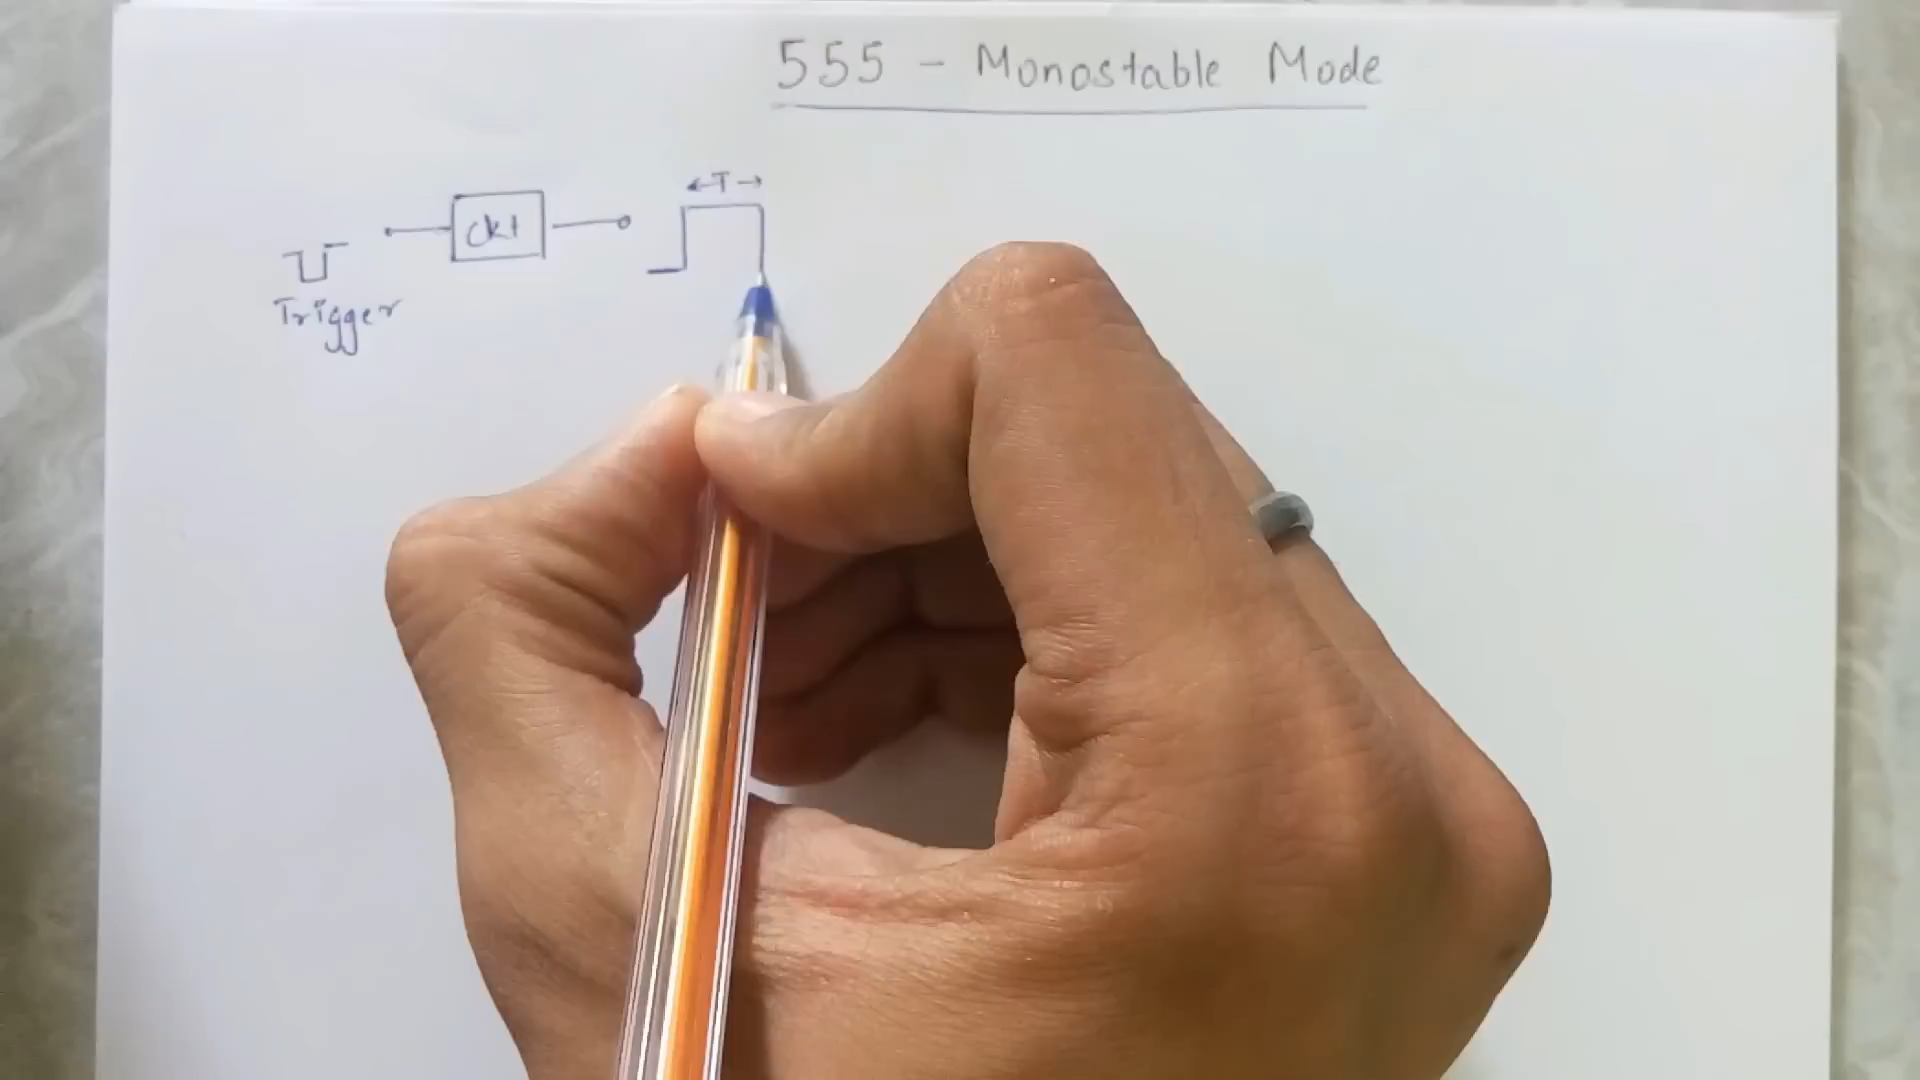 555 - Monostable Mode
←T→
Ckt
Trigger